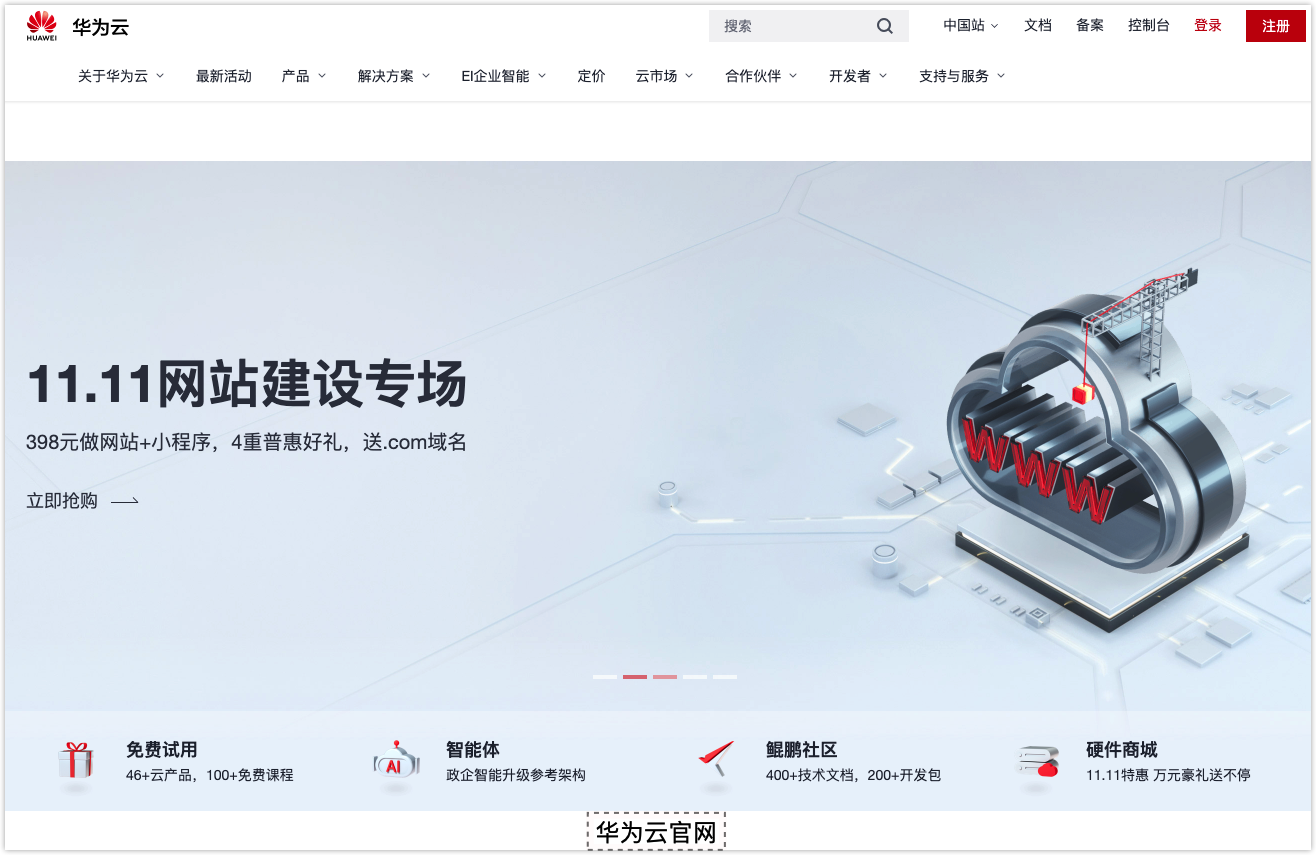 HUAWEI
华为云
搜索
中国站
文档
备案
控制台
登录
注册
关于华为云
最新活动
产品
解决方案
EI企业智能
定价
云市场
合作伙伴
开发者
支持与服务
11.11网站建设专场
398元做网站+小程序，4重普惠好礼，送.com域名
立即抢购
WWW
免费试用
46+云产品，100+免费课程
AI
智能体
政企智能升级参考架构
鲲鹏社区
400+技术文档，200+开发包
硬件商城
11.11特惠 万元豪礼送不停
华为云官网